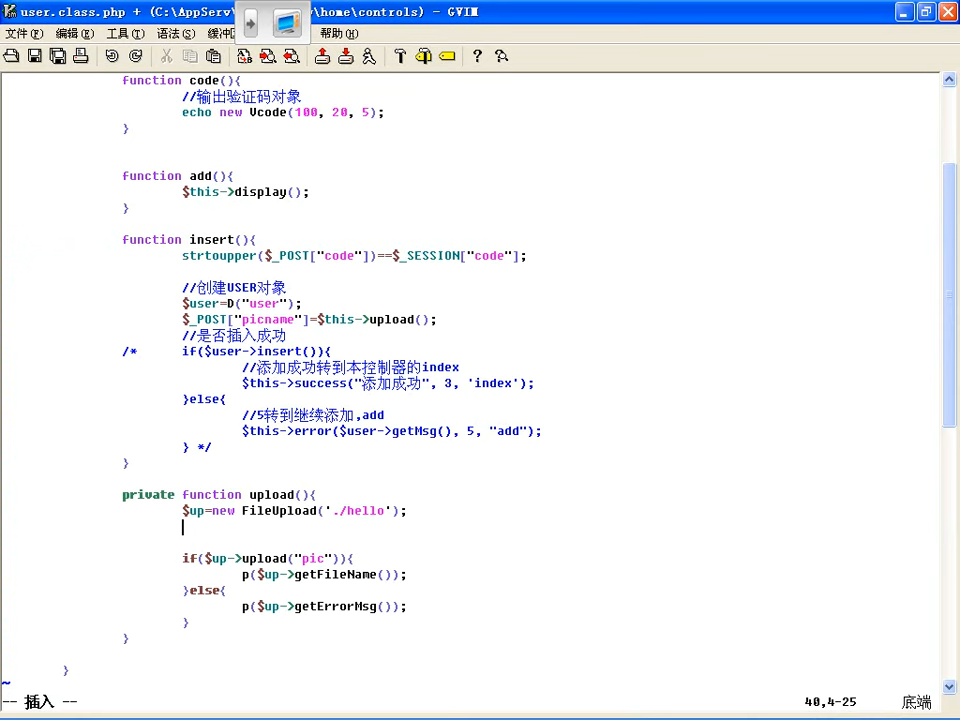 user.class.php + (C:\AppServ\home\controls) - GVIM
文件(F) 编辑(E) 工具(T) 语法(S) 缓冲 帮助(H)
function code(){
//输出验证码对象
echo new Vcode(100, 20, 5);
}
function add(){
$this->display();
}
function insert(){
strtoupper($_POST["code"])==$_SESSION["code"];
//创建USER对象
$user=D("user");
$_POST["picname"]=$this->upload();
//是否插入成功
/* if($user->insert()){
//添加成功转到本控制器的index
$this->success("添加成功", 3, 'index');
}else{
//5转到继续添加,add
$this->error($user->getMsg(), 5, "add");
} */
}
private function upload(){
$up=new FileUpload('./hello');
if($up->upload("pic")){
p($up->getFileName());
}else{
p($up->getErrorMsg());
}
}
}
~
-- 插入 -- 40,4-25 底端